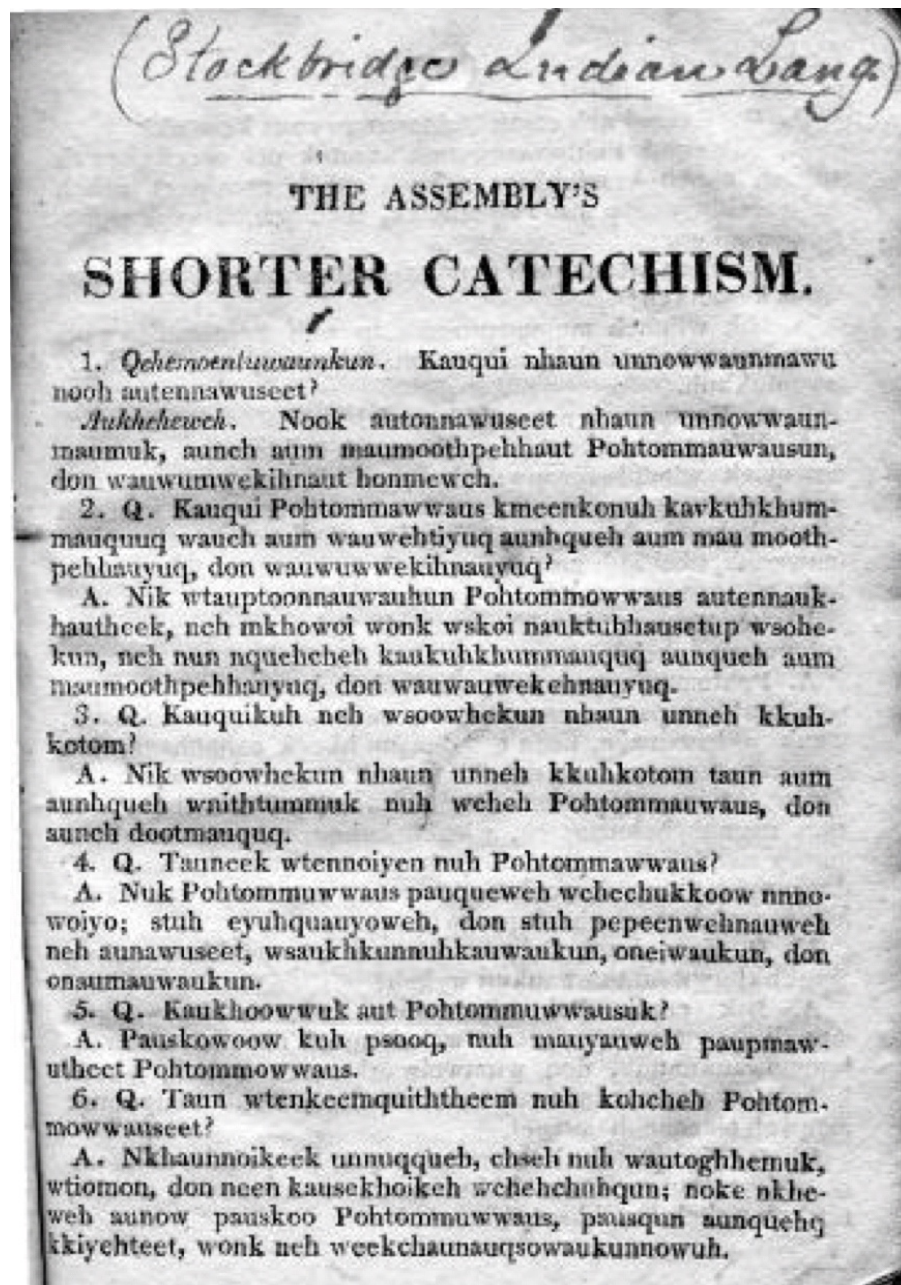 (Stockbridge Indian Lang.)
THE ASSEMBLY'S
SHORTER CATECHISM.
1. Qehemoentuwaunkun. Kauqui nhaun unnowwaunmawu
nooh autennawuseet?
Aukheheweh. Nook autonnawuseet nhaun unnowwaun-
maumuk, aunch aum maumoothpehhaut Pohtommauwausun,
don wauwumwekihnaut honmewch.
2. Q. Kauqui Pohtommawwaus kmeenkonuh kavkuhkhum-
mauquuq wauch aum wauwehtiyuq aunhqueh aum mau mooth-
pehhauyuq, don wauwuwwekihnauyuq?
A. Nik wtauptoonnauwauhun Pohtommowwaus autennauk-
hautheek, neh mkhowoi wonk wskoi nauktuhhausetup wsohe-
kun, neh nun nquehcheh kaukuhkhummauquq aunqueh aum
maumoothpehhanyuq, don wauwauwekehnauyuq.
3. Q. Kauquikuh neh wsoowhekun nhaun unneh kkuh-
kotom?
A. Nik wsoowhekun nhaun unneh kkuhkotom taun aum
aunhqueh wnithtummuk nuh wcheh Pohtommauwaus, don
aunch dootmauquq.
4. Q. Tauneek wtennoiyen nuh Pohtommawwaus?
A. Nuk Pohtommuwwaus pauqueweh wchechukkoow nnno-
woiyo; stuh eyuhquauyoweh, don stuh pepeenwehnauweh
neh aunawuseet, wsaukhkunnuhkauwaukun, oneiwaukun, don
onaumauwaukun.
5. Q. Kaukhoowwuk aut Pohtommuwwausuk?
A. Pauskowoow kuh psooq, nuh mauyauweh paupmaw-
utheet Pohtommowwaus.
6. Q. Taun wtenkeemquiththeem nuh kohcheh Pohtom-
mowwauseet?
A. Nkhaunnoikeek unnuqqueh, chseh nuh wautoghhemuk,
wtiomon, don neen kausekhoikeh wchehchuhqun; noke nkhe-
weh aunow pauskoo Pohtommuwwaus, pausqun aunquehq
kkiyehteet, wonk neh weekchaunauqsowaukunnowuh.